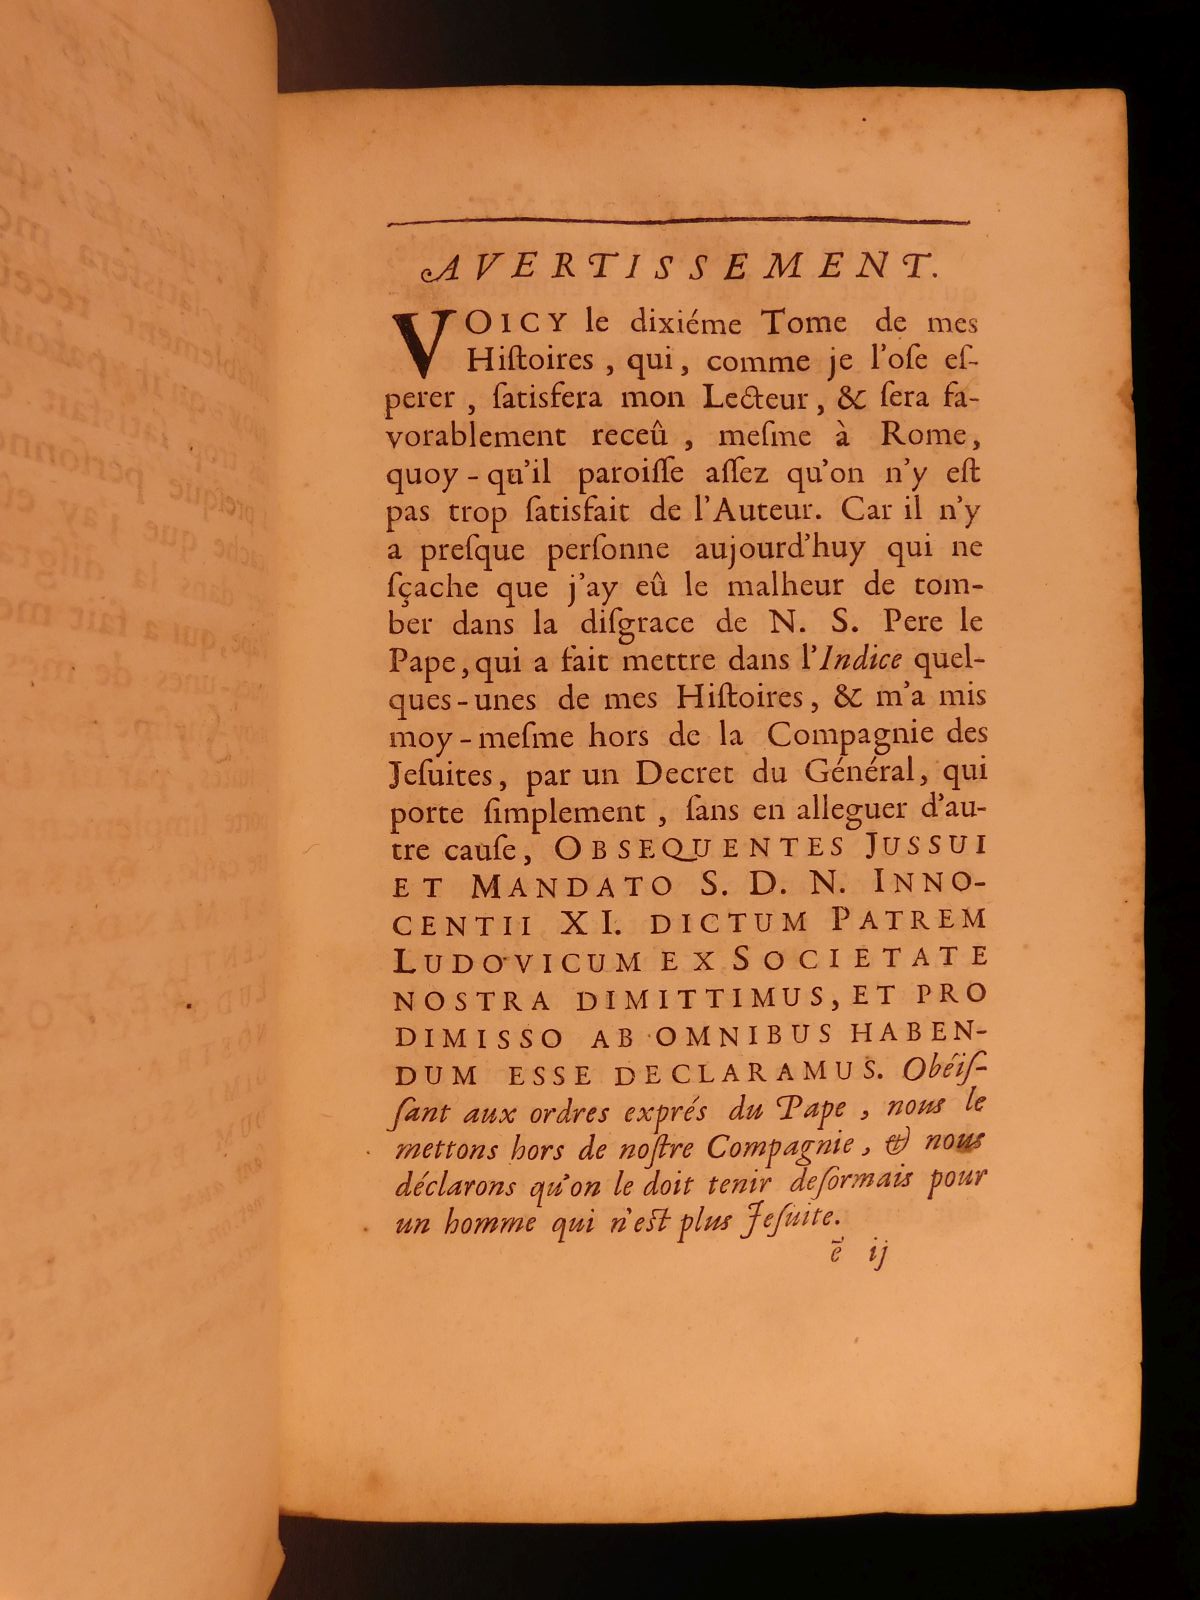 AVERTISSEMENT.
VOICY le dixiéme Tome de mes
Hiſtoires, qui, comme je l'oſe eſ-
perer, ſatisfera mon Lecteur, & ſera fa-
vorablement receû, meſme à Rome,
quoy-qu'il paroiſſe aſſez qu'on n'y eſt
pas trop ſatisfait de l'Auteur. Car il n'y
a preſque perſonne aujourd'huy qui ne
ſçache que j'ay eû le malheur de tom-
ber dans la diſgrace de N. S. Pere le
Pape, qui a fait mettre dans l'Indice quel-
ques-unes de mes Hiſtoires, & m'a mis
moy-meſme hors de la Compagnie des
Jeſuites, par un Decret du Général, qui
porte ſimplement, ſans en alleguer d'au-
tre cauſe, OBSEQUENTES JUSSUI
ET MANDATO S. D. N. INNO-
CENTII XI. DICTUM PATREM
LUDOVICUM EX SOCIETATE
NOSTRA DIMITTIMUS, ET PRO
DIMISSO AB OMNIBUS HABEN-
DUM ESSE DECLARAMUS. Obéiſ-
ſant aux ordres exprés du Pape, nous le
mettons hors de noſtre Compagnie, & nous
déclarons qu'on le doit tenir deſormais pour
un homme qui n'est plus Jeſuite.
ē ij